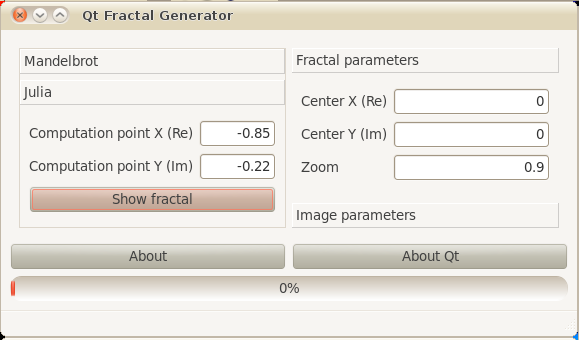 Qt Fractal Generator
Mandelbrot
Julia
Computation point X (Re) -0.85
Computation point Y (Im) -0.22
Show fractal
Fractal parameters
Center X (Re) 0
Center Y (Im) 0
Zoom 0.9
Image parameters
About
About Qt
0%